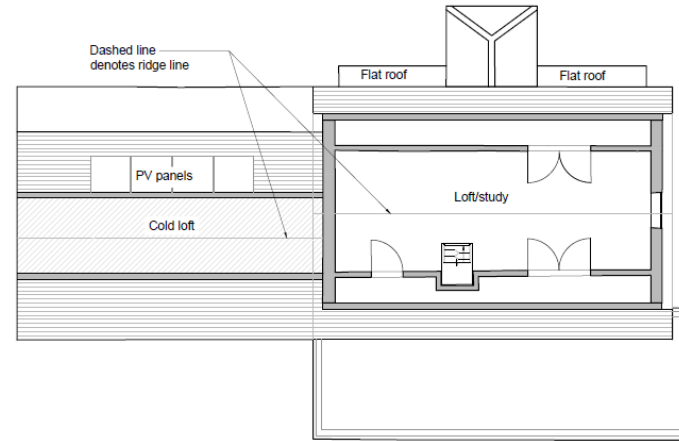 Dashed line
denotes ridge line
Flat roof
Flat roof
PV panels
Loft/study
Cold loft